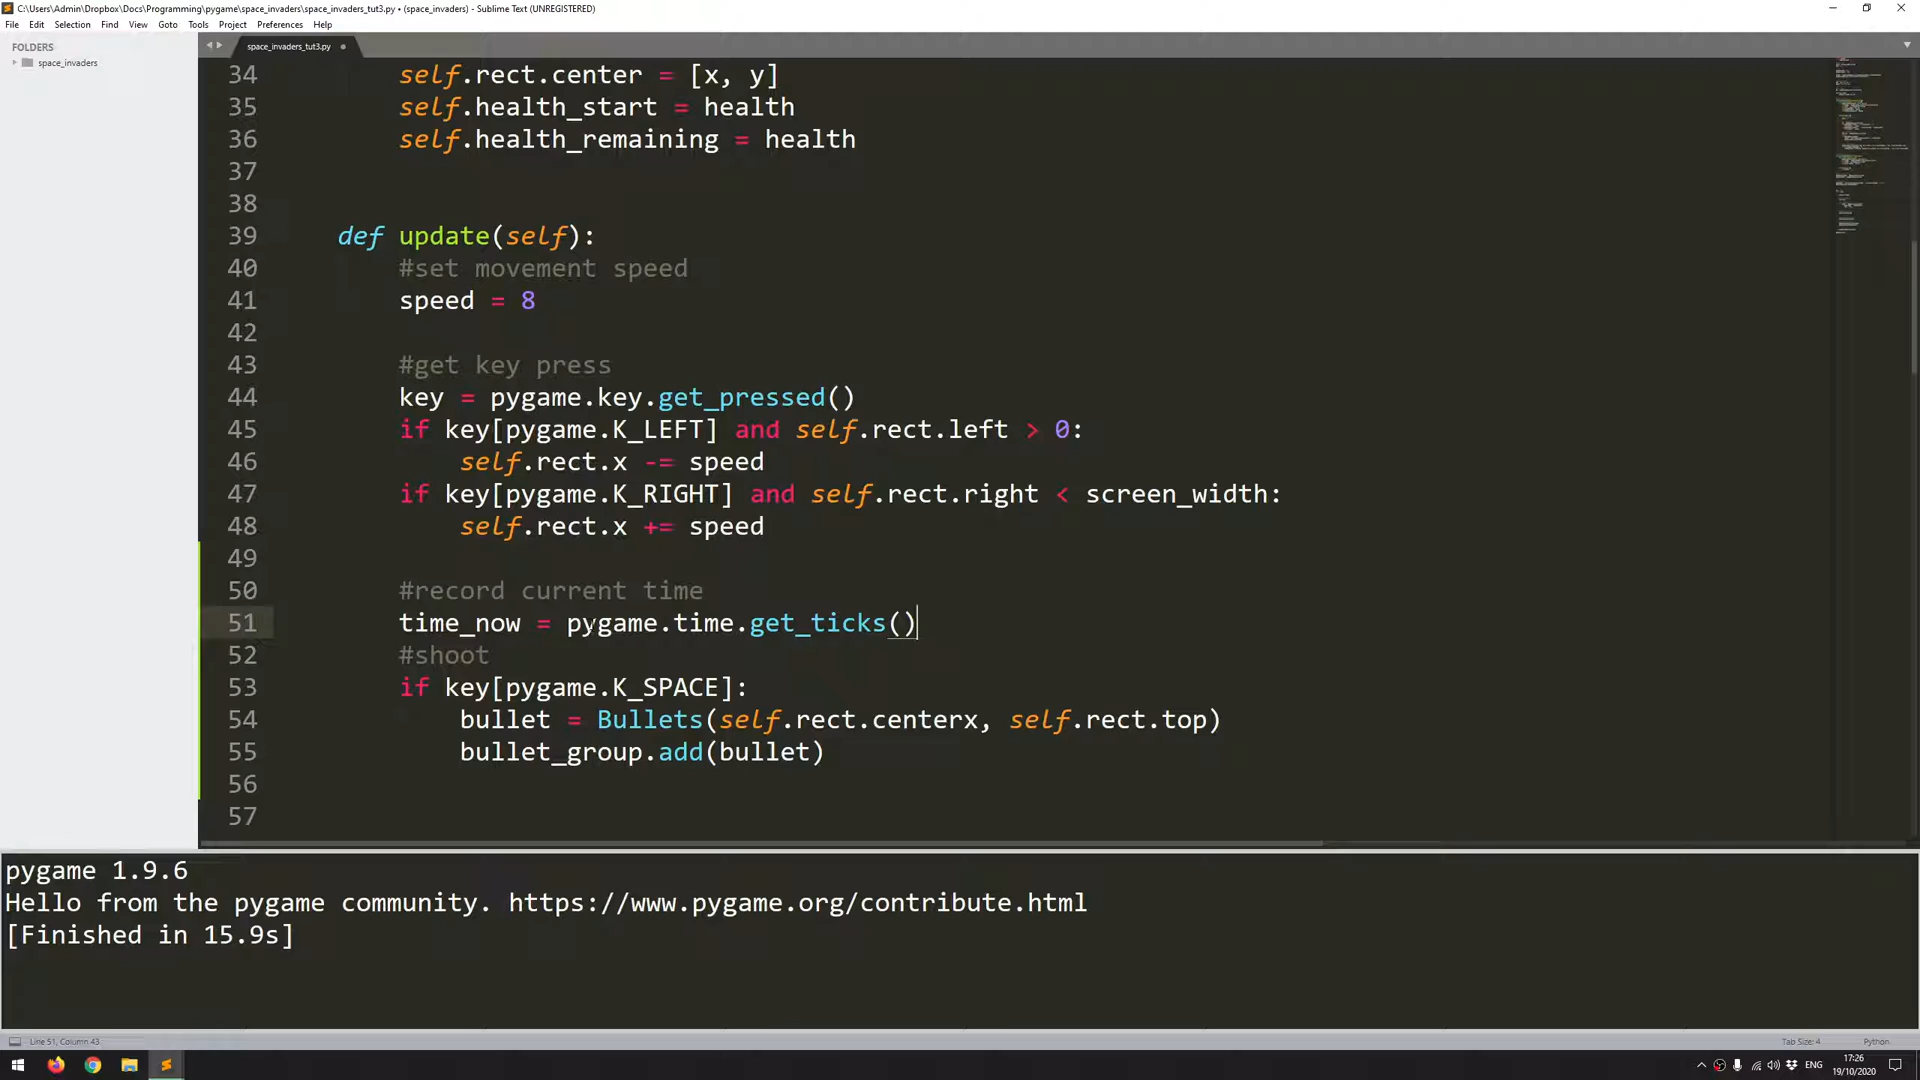 C:\Users\Admin\Dropbox\Docs\Programming\pygame\space_invaders\space_invaders_tut3.py • (space_invaders) - Sublime Text (UNREGISTERED)
File Edit Selection Find View Goto Tools Project Preferences Help
FOLDERS
space_invaders
space_invaders_tut3.py
34 self.rect.center = [x, y]
35 self.health_start = health
36 self.health_remaining = health
37
38
39 def update(self):
40 #set movement speed
41 speed = 8
42
43 #get key press
44 key = pygame.key.get_pressed()
45 if key[pygame.K_LEFT] and self.rect.left > 0:
46 self.rect.x -= speed
47 if key[pygame.K_RIGHT] and self.rect.right < screen_width:
48 self.rect.x += speed
49
50 #record current time
51 time_now = pygame.time.get_ticks()
52 #shoot
53 if key[pygame.K_SPACE]:
54 bullet = Bullets(self.rect.centerx, self.rect.top)
55 bullet_group.add(bullet)
56
57
pygame 1.9.6
Hello from the pygame community. https://www.pygame.org/contribute.html
[Finished in 15.9s]
Line 51, Column 43
Tab Size: 4
Python
ENG
17:26
19/10/2020